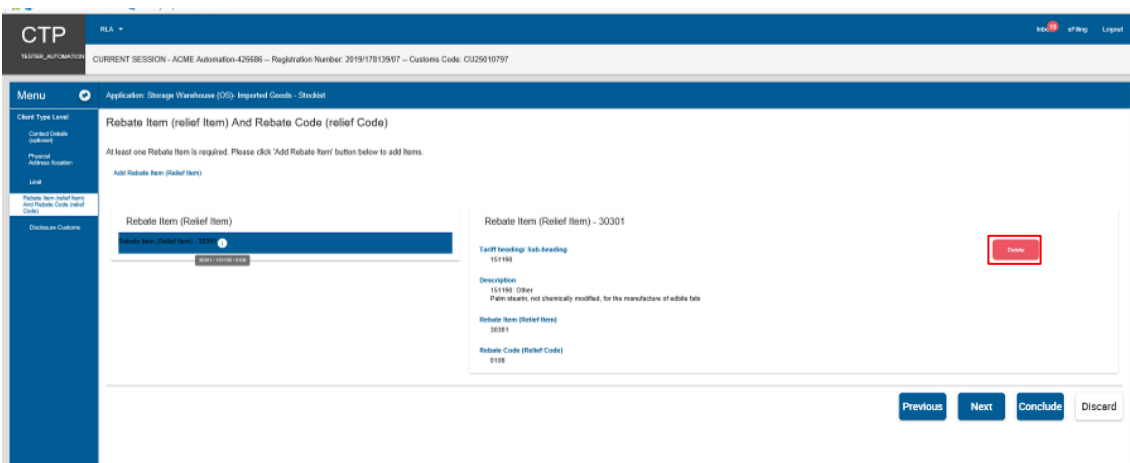 CTP
RLA
Inbox 18 eFiling Logout
TESTER_AUTOMATION
CURRENT SESSION - ACME Automation-426686 -- Registration Number: 2019/178139/07 -- Customs Code: CU25010797
Menu
Application: Storage Warehouse (OS)- Imported Goods - Stockist
Client Type Level
Contact Details
(optional)
Physical
Address-location
Limit
Rebate Item (relief Item)
And Rebate Code (relief
Code)
Disclosure Customs
Rebate Item (relief Item) And Rebate Code (relief Code)
At least one Rebate Item is required. Please click 'Add Rebate Item' button below to add items.
Add Rebate Item (Relief Item)
Rebate Item (Relief Item)
Rebate Item (Relief Item) - 30301
30301 / 151190 / 0106
Rebate Item (Relief Item) - 30301
Tariff heading/ Sub-heading
151190
Delete
Description
151190: Other
Palm stearin, not chemically modified, for the manufacture of edbile fats
Rebate Item (Relief Item)
30301
Rebate Code (Relief Code)
0106
Previous
Next
Conclude
Discard